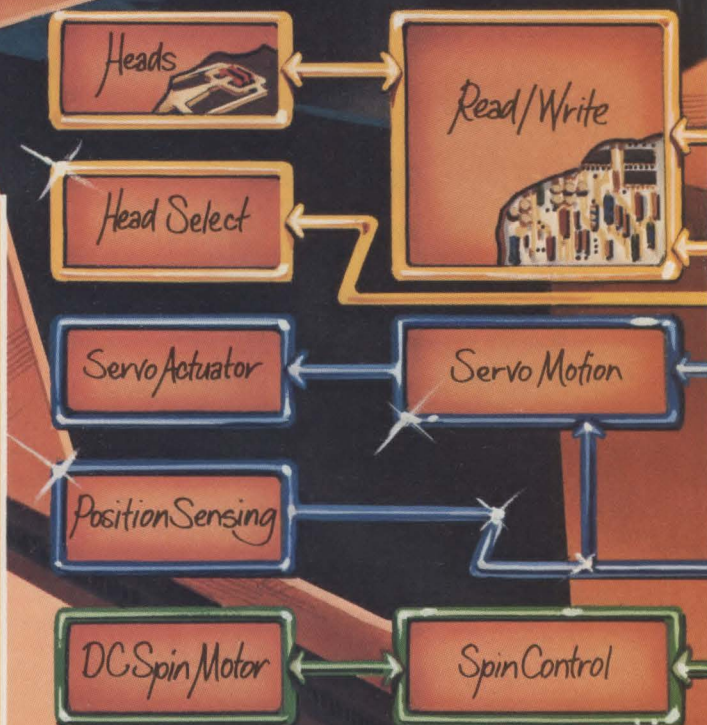 Heads
Read/Write
Head Select
Servo Actuator
Servo Motion
Position Sensing
DC Spin Motor
Spin Control